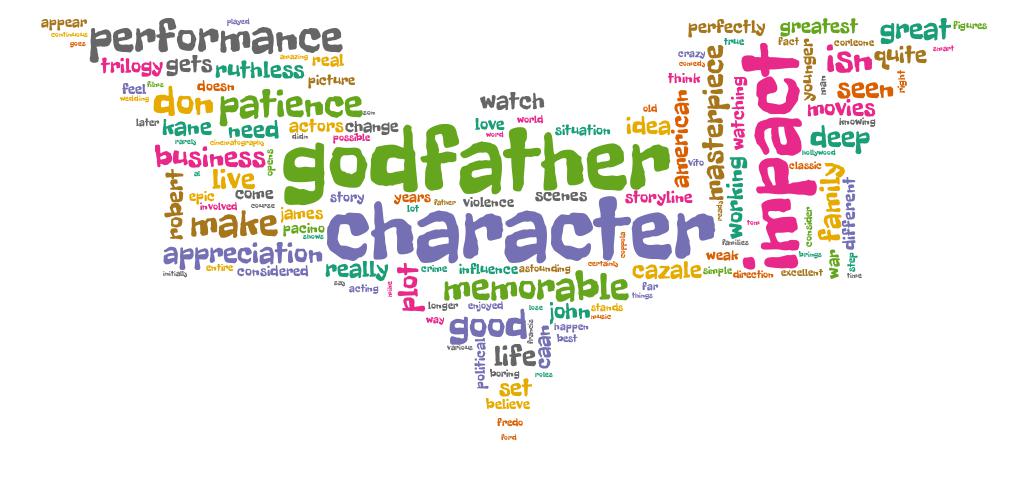 appear
played
perfectly
greatest
great
figures
continuous
performance
goes
true
fact
corleone
smart
amazing
real
crazy
trilogy
gets
ruthless
comedy
isn
quite
feel
films
doesn
picture
think
younger
man
seen
right
wedding
don
patience
son
watch
old
masterpiece
watching
impact
movies
later
kane
need
actors
change
love
world
word
situation
idea
american
knowing
deep
rarely
cinematography
didn
possible
hollywood
business
opens
godfather
vito
classic
robert
al
live
epic
come
story
years
violence
scenes
storyline
working
family
different
involved
course
lot
father
james
make
pacino
shows
character
ready
tom
consider
families
coppola
appreciation
weak
brings
war
step
initially
entire
considered
really
plot
crime
influence
astounding
certainly
cazale
simple
direction
excellent
time
say
acting
memorable
far
things
longer
enjoyed
lose
john
stands
music
way
good
francis
happen
various
caan
best
political
life
boring
roles
set
believe
fredo
ford